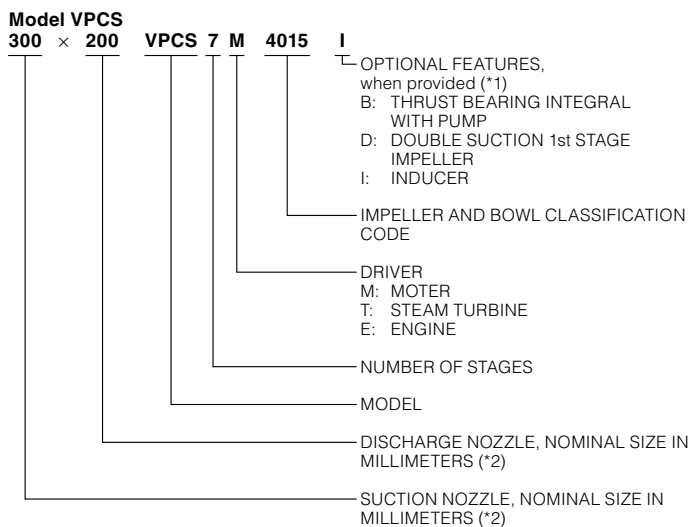 Model VPCS
300 × 200 VPCS 7 M 4015 I
OPTIONAL FEATURES,
when provided (*1)
B: THRUST BEARING INTEGRAL
WITH PUMP
D: DOUBLE SUCTION 1st STAGE
IMPELLER
I: INDUCER
IMPELLER AND BOWL CLASSIFICATION
CODE
DRIVER
M: MOTER
T: STEAM TURBINE
E: ENGINE
NUMBER OF STAGES
MODEL
DISCHARGE NOZZLE, NOMINAL SIZE IN
MILLIMETERS (*2)
SUCTION NOZZLE, NOMINAL SIZE IN
MILLIMETERS (*2)